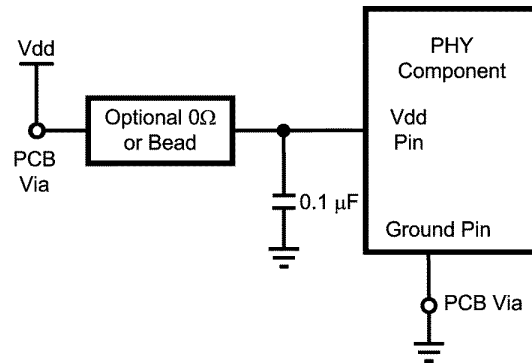 Vdd
PCB
Via
Optional 0Ω
or Bead
0.1 μF
PHY
Component
Vdd
Pin
Ground Pin
PCB Via